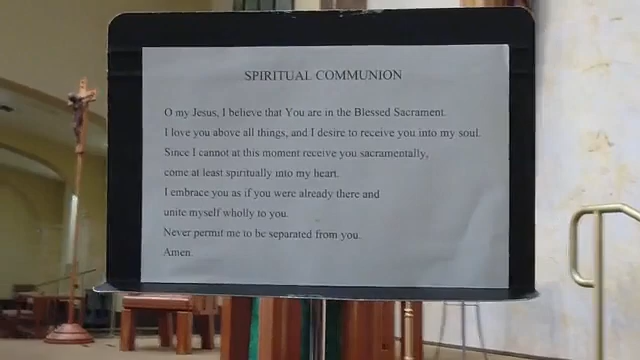 SPIRITUAL COMMUNION
O my Jesus, I believe that You are in the Blessed Sacrament.
I love you above all things, and I desire to receive you into my soul.
Since I cannot at this moment receive you sacramentally,
come at least spiritually into my heart.
I embrace you as if you were already there and
unite myself wholly to you.
Never permit me to be separated from you.
Amen.